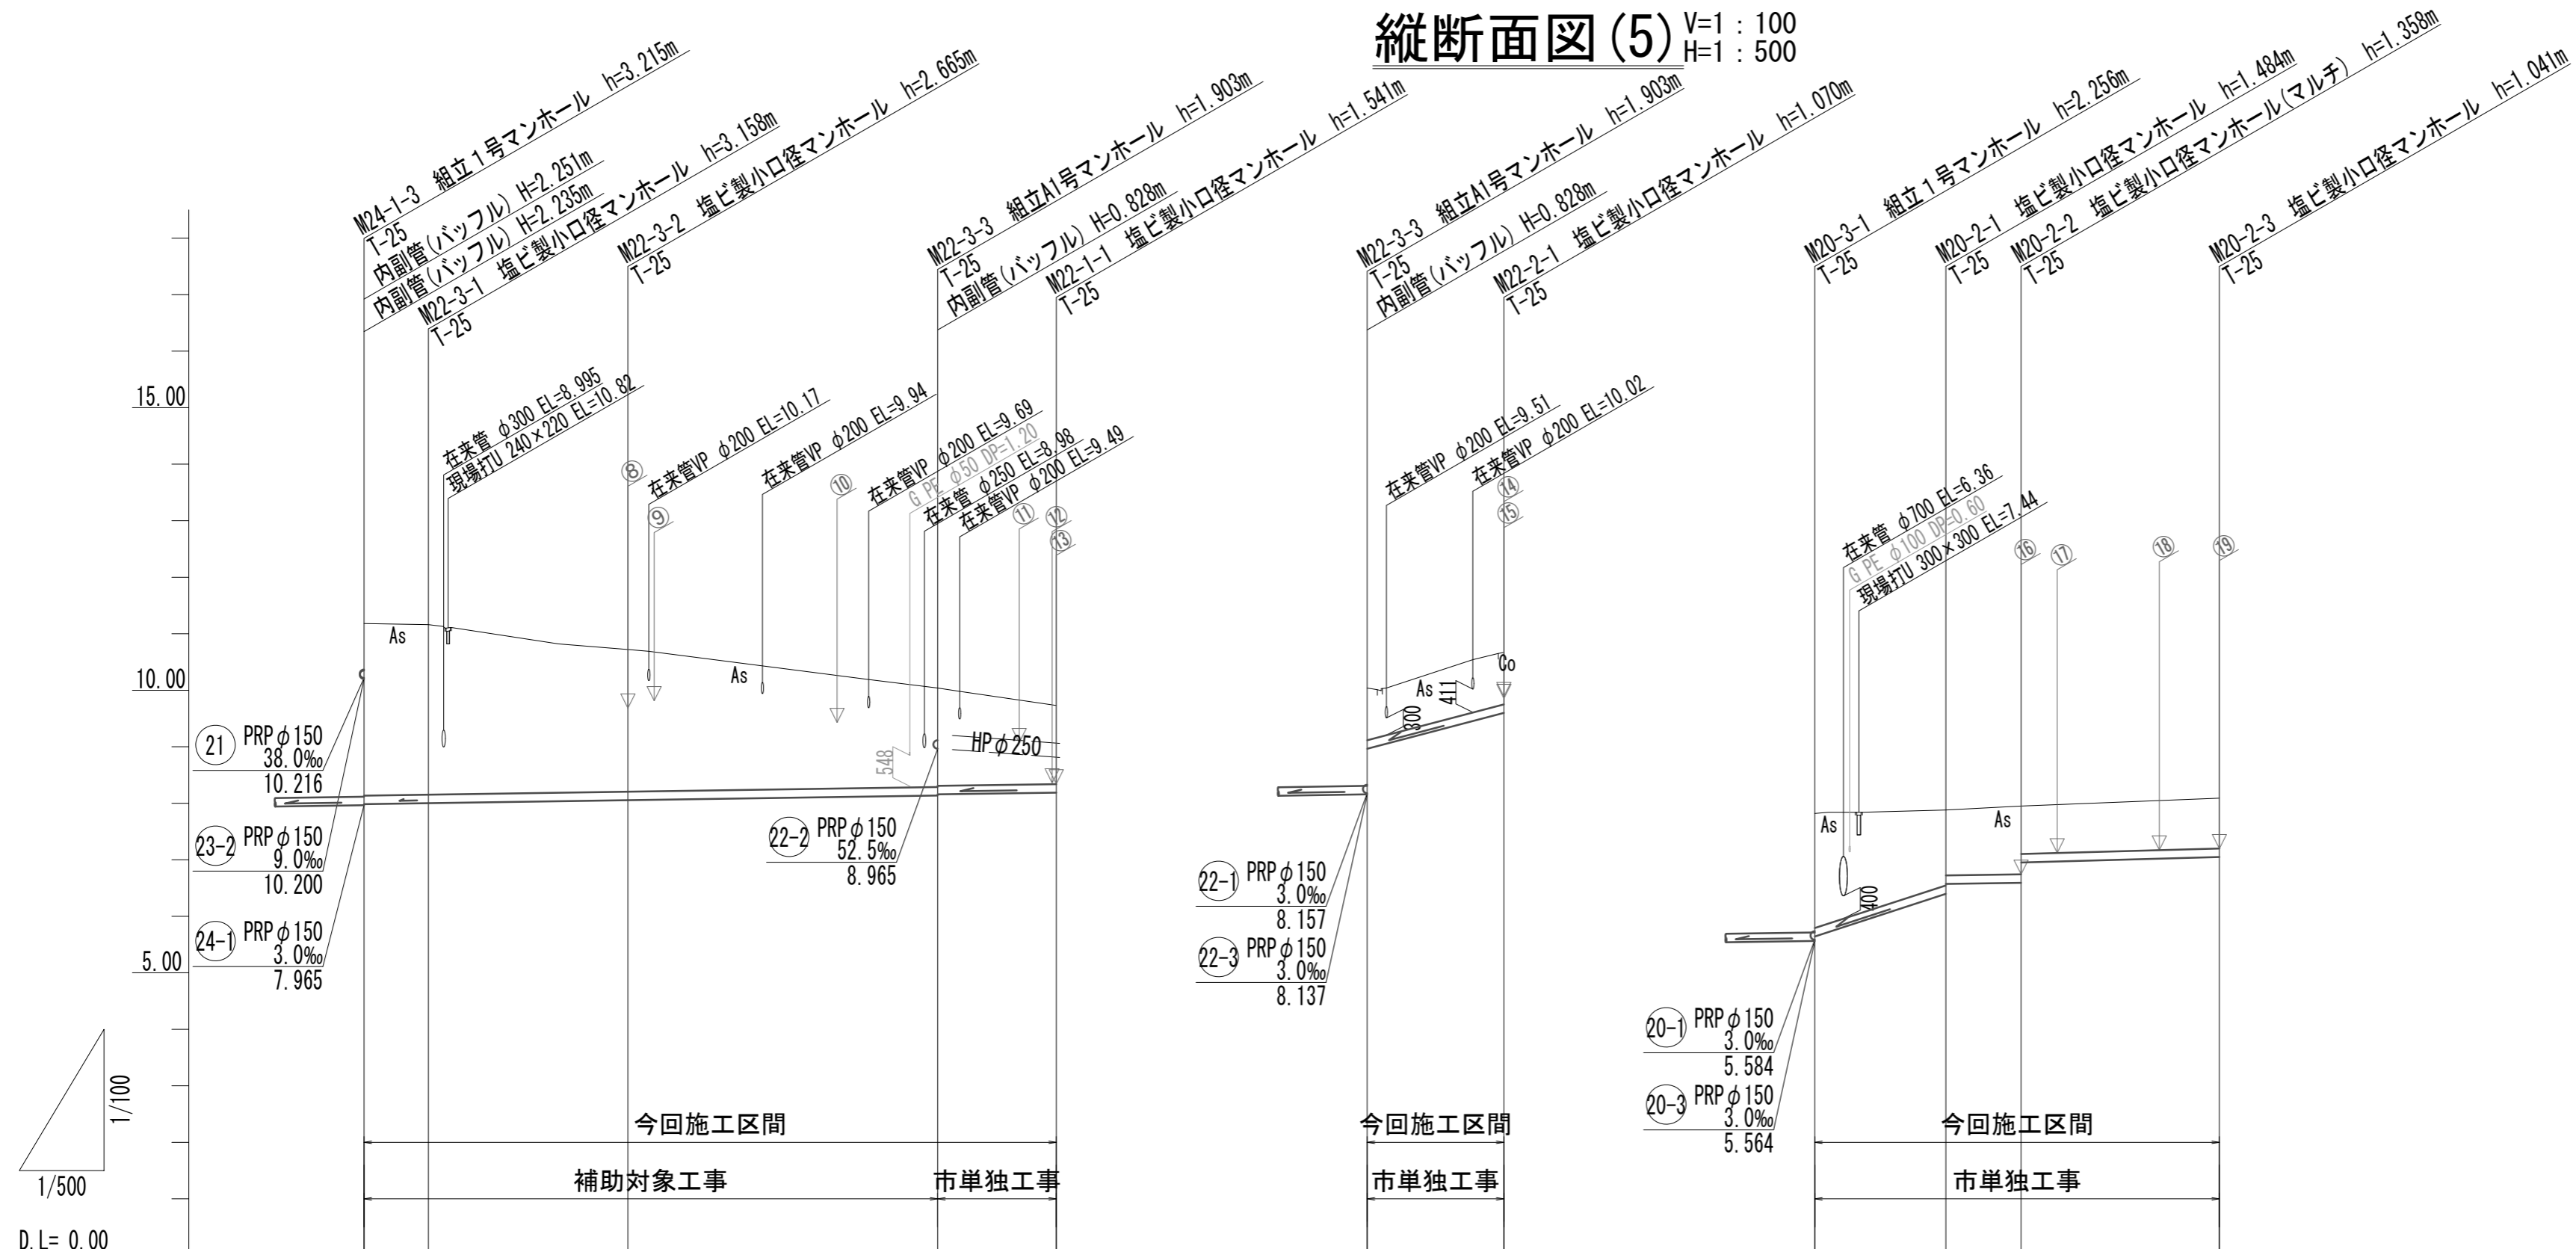 縦断面図(5)
V=1 : 100
H=1 : 500
M24-1-3 組立1号マンホール h=3.215m
T-25
内副管(バッフル) H=2.251m
内副管(バッフル) H=2.235m
M22-3-1 塩ビ製小口径マンホール h=3.158m
T-25
M22-3-2 塩ビ製小口径マンホール h=2.665m
T-25
M22-3-3 組立A1号マンホール h=1.903m
T-25
内副管(バッフル) H=0.828m
M22-1-1 塩ビ製小口径マンホール h=1.541m
T-25
M22-3-3 組立A1号マンホール h=1.903m
T-25
内副管(バッフル) H=0.828m
M22-2-1 塩ビ製小口径マンホール h=1.070m
T-25
M20-3-1 組立1号マンホール h=2.256m
T-25
M20-2-1 塩ビ製小口径マンホール h=1.484m
T-25
M20-2-2 塩ビ製小口径マンホール(マルチ) h=1.358m
T-25
M20-2-3 塩ビ製小口径マンホール h=1.041m
T-25
15.00
10.00
5.00
在来管 φ300 EL=8.995
現場打U 240×220 EL=10.82
⑧
在来管VP φ200 EL=10.17
⑨
在来管VP φ200 EL=9.94
⑩
在来管VP φ200 EL=9.69
G PE φ50 DP=1.20
在来管 φ250 EL=8.98
在来管VP φ200 EL=9.49
⑪
⑫
⑬
在来管VP φ200 EL=9.51
在来管VP φ200 EL=10.02
⑭
⑮
在来管 φ700 EL=6.36
G PE φ100 DP=0.60
現場打U 300×300 EL=7.44
⑯
⑰
⑱
⑲
As
As
548
HPφ250
As
411
300
Co
As
As
400
21 PRPφ150
38.0‰
10.216
23-2 PRPφ150
9.0‰
10.200
24-1 PRPφ150
3.0‰
7.965
22-2 PRPφ150
52.5‰
8.965
22-1 PRPφ150
3.0‰
8.157
22-3 PRPφ150
3.0‰
8.137
20-1 PRPφ150
3.0‰
5.584
20-3 PRPφ150
3.0‰
5.564
今回施工区間
補助対象工事
市単独工事
今回施工区間
市単独工事
今回施工区間
市単独工事
1/100
1/500
D.L= 0.00